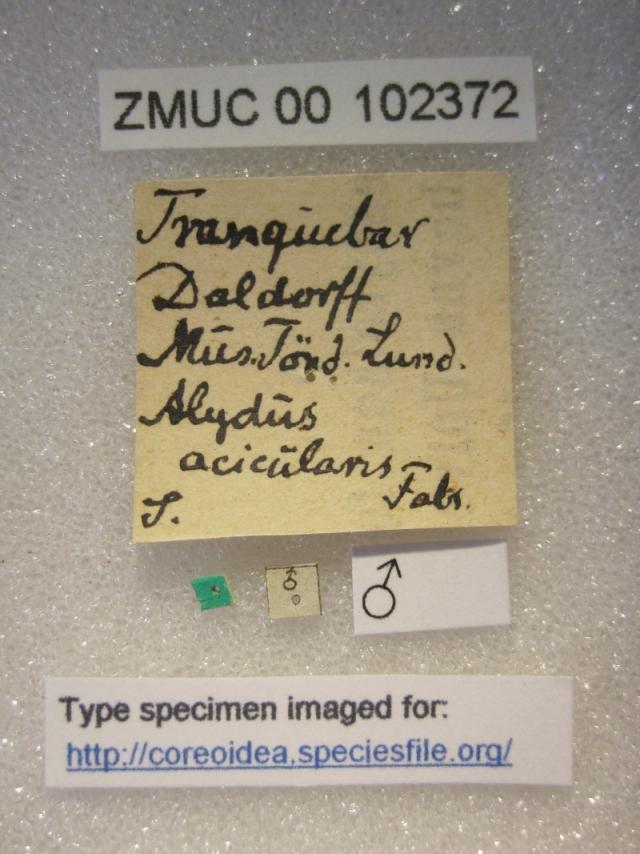 ZMUC 00 102372
Tranquebar
Daldorff
Mus. Tönd. Lund.
Alydus
acicularis
Fabr.
S.
♂
♂
Type specimen imaged for:
http://coreoidea.speciesfile.org/